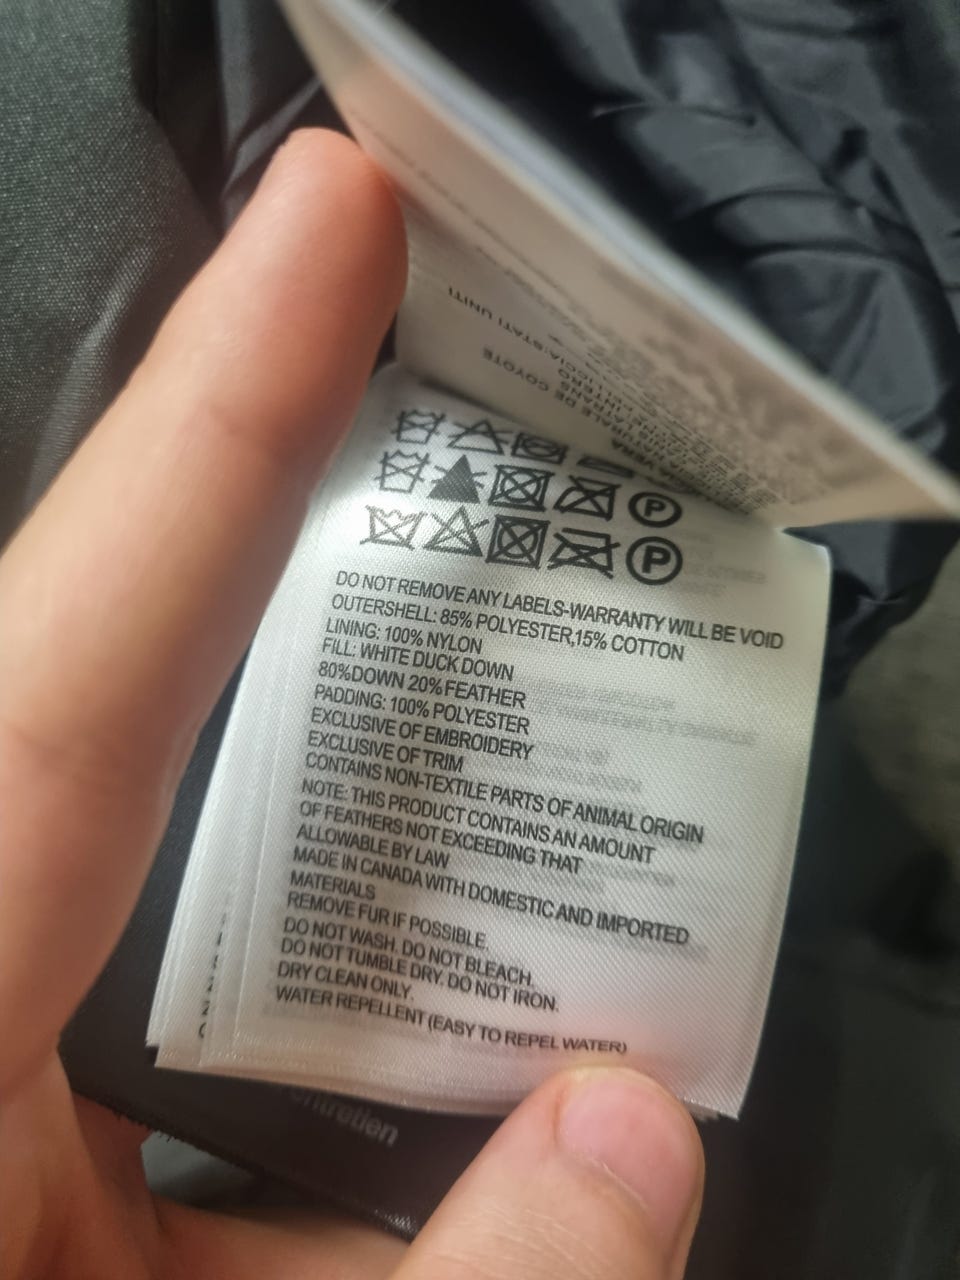 STATI UNITI
COYOTE
P
P
DO NOT REMOVE ANY LABELS-WARRANTY WILL BE VOID
OUTERSHELL: 85% POLYESTER,15% COTTON
LINING: 100% NYLON
FILL: WHITE DUCK DOWN
80%DOWN 20%FEATHER
PADDING: 100% POLYESTER
EXCLUSIVE OF EMBROIDERY
EXCLUSIVE OF TRIM
CONTAINS NON-TEXTILE PARTS OF ANIMAL ORIGIN
NOTE: THIS PRODUCT CONTAINS AN AMOUNT
OF FEATHERS NOT EXCEEDING THAT
ALLOWABLE BY LAW
MADE IN CANADA WITH DOMESTIC AND IMPORTED
MATERIALS
REMOVE FUR IF POSSIBLE.
DO NOT WASH. DO NOT BLEACH.
DO NOT TUMBLE DRY. DO NOT IRON.
DRY CLEAN ONLY.
WATER REPELLENT (EASY TO REPEL WATER)
entretien